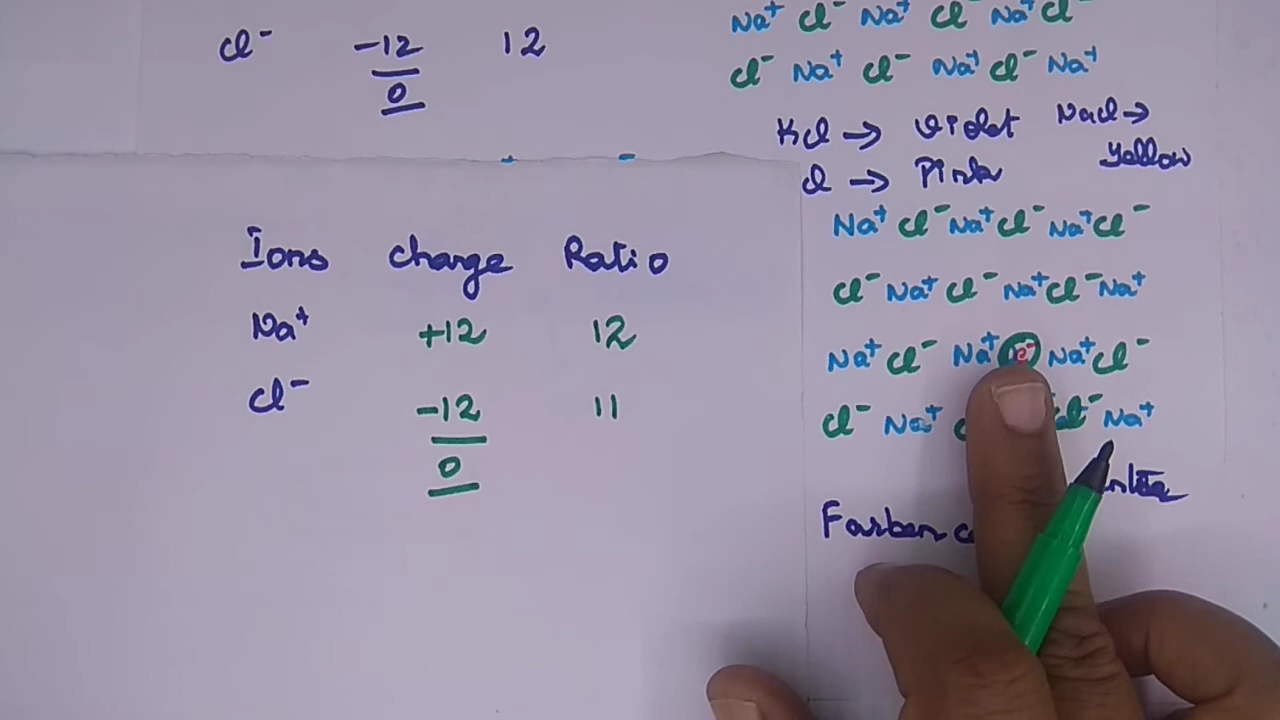 Cl⁻ -12 12
0
Ions charge Ratio
Na⁺ +12 12
Cl⁻ -12 11
0
Na⁺ Cl⁻ Na⁺ Cl⁻ Na⁺ Cl⁻
Cl⁻ Na⁺ Cl⁻ Na⁺ Cl⁻ Na⁺
KCl → Violet NaCl → Yellow
Cl → Pink
Na⁺ Cl⁻ Na⁺ Cl⁻ Na⁺ Cl⁻
Cl⁻ Na⁺ Cl⁻ Na⁺ Cl⁻ Na⁺
Na⁺ Cl⁻ Na⁺ e⁻ Na⁺ Cl⁻
Cl⁻ Na⁺ Cl⁻ Na⁺
Farben